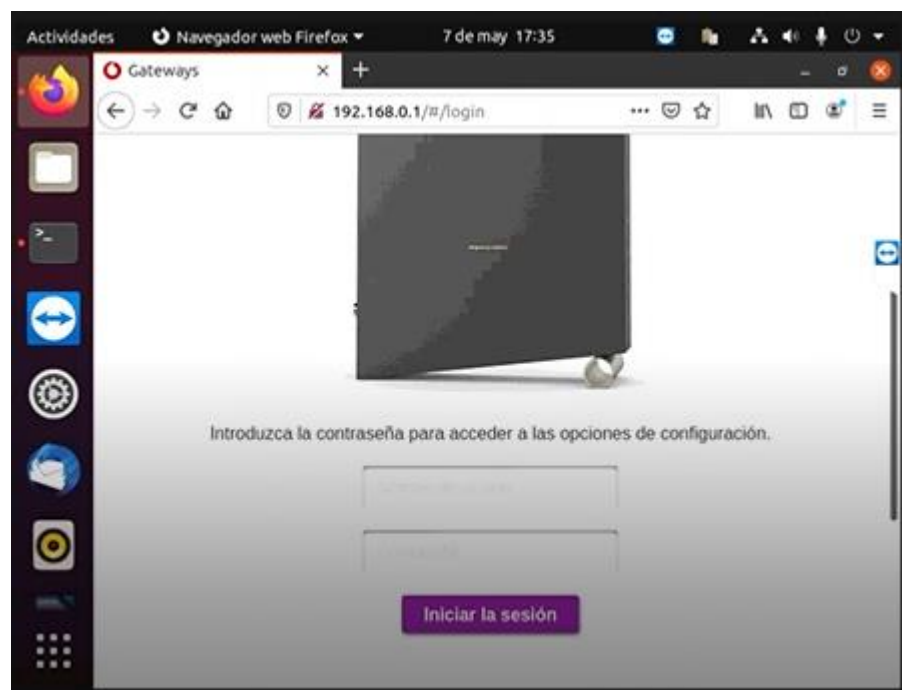 Actividades
Navegador web Firefox
7 de may 17:35
Gateways
192.168.0.1/#/login
Introduzca la contraseña para acceder a las opciones de configuración.
Iniciar la sesión